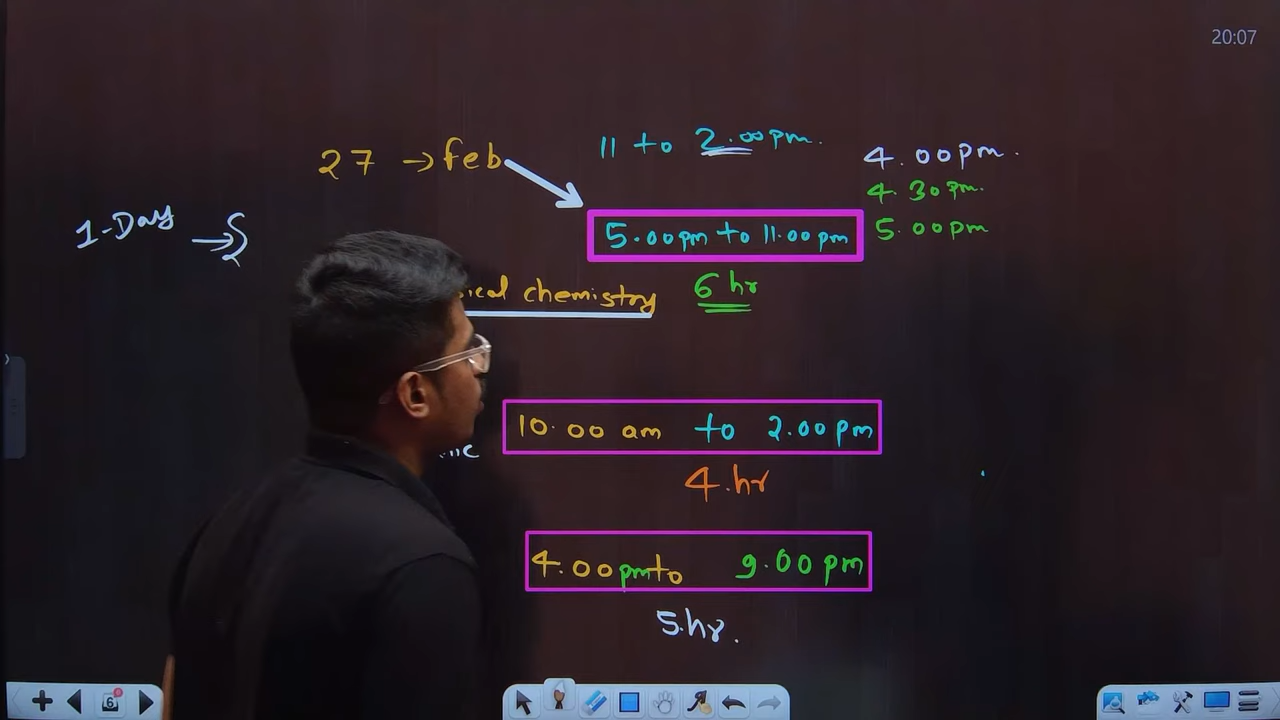 20:07
27 → feb
11 to 2.00pm.
4.00pm.
4.30pm.
5.00pm
1-Day →
5.00pm to 11.00pm
ical chemistry
6 hr
10.00 am to 2.00pm
4.hr
4.00pm to 9.00pm
5.hr.
6